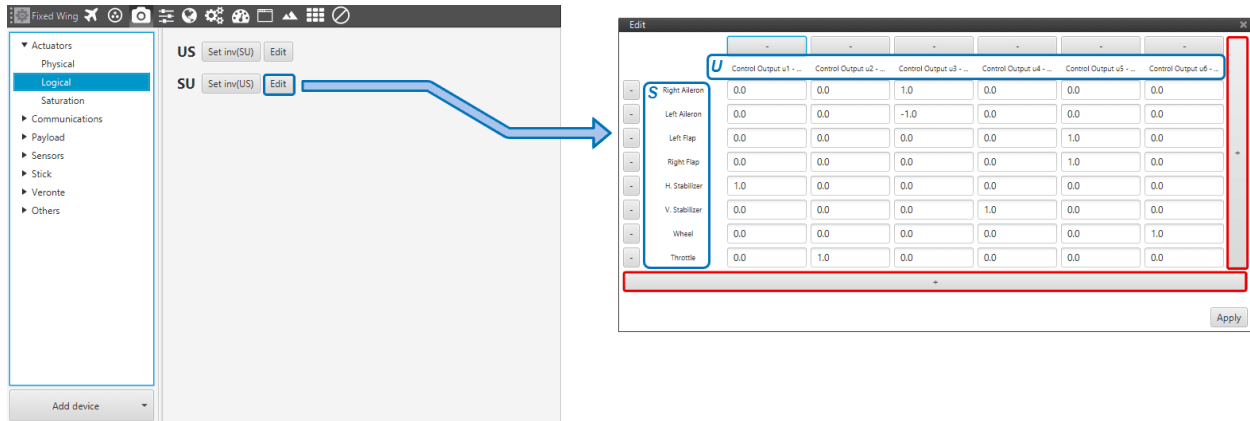 Fixed Wing
Actuators
Physical
Logical
Saturation
Communications
Payload
Sensors
Stick
Veronte
Others
Add device
US Set inv(SU) Edit
SU Set inv(US) Edit
Edit
- - - - - -
U Control Output u1 - ... Control Output u2 - ... Control Output u3 - ... Control Output u4 - ... Control Output u5 - ... Control Output u6 - ...
S
- Right Aileron 0.0 0.0 1.0 0.0 0.0 0.0
- Left Aileron 0.0 0.0 -1.0 0.0 0.0 0.0
- Left Flap 0.0 0.0 0.0 0.0 1.0 0.0
- Right Flap 0.0 0.0 0.0 0.0 1.0 0.0
- H. Stabilizer 1.0 0.0 0.0 0.0 0.0 0.0
- V. Stabilizer 0.0 0.0 0.0 1.0 0.0 0.0
- Wheel 0.0 0.0 0.0 0.0 0.0 1.0
- Throttle 0.0 1.0 0.0 0.0 0.0 0.0
+
+
Apply